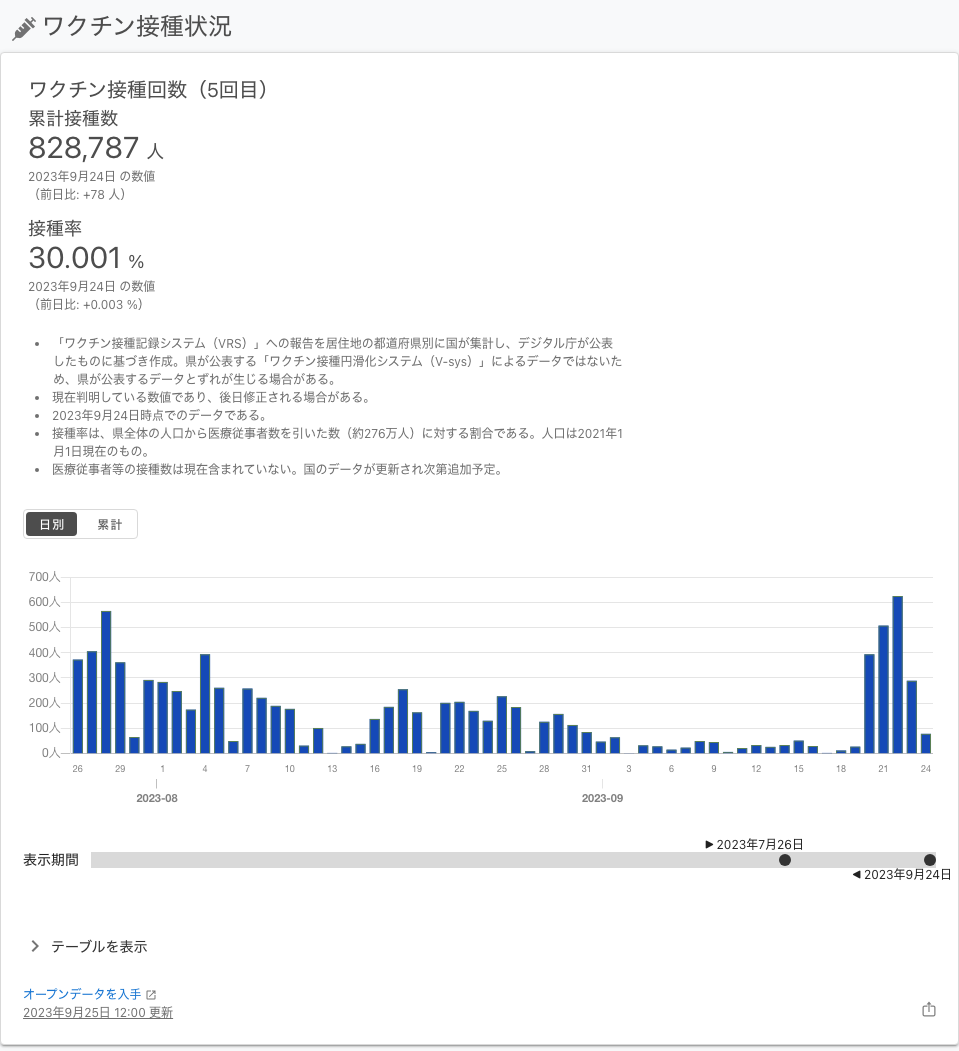 ワクチン接種状況
ワクチン接種回数（5回目）
累計接種数
828,787 人
2023年9月24日 の数値
（前日比: +78 人）
接種率
30.001 %
2023年9月24日 の数値
（前日比: +0.003 %）
• 「ワクチン接種記録システム（VRS）」への報告を居住地の都道府県別に国が集計し、デジタル庁が公表
したものに基づき作成。県が公表する「ワクチン接種円滑化システム（V-sys）」によるデータではないた
め、県が公表するデータとずれが生じる場合がある。
• 現在判明している数値であり、後日修正される場合がある。
• 2023年9月24日時点でのデータである。
• 接種率は、県全体の人口から医療従事者数を引いた数（約276万人）に対する割合である。人口は2021年1
月1日現在のもの。
• 医療従事者等の接種数は現在含まれていない。国のデータが更新され次第追加予定。
日別 累計
700人
600人
500人
400人
300人
200人
100人
0人
26 29 1 4 7 10 13 16 19 22 25 28 31 3 6 9 12 15 18 21 24
2023-08 2023-09
▶ 2023年7月26日
表示期間
◀ 2023年9月24日
テーブルを表示
オープンデータを入手
2023年9月25日 12:00 更新